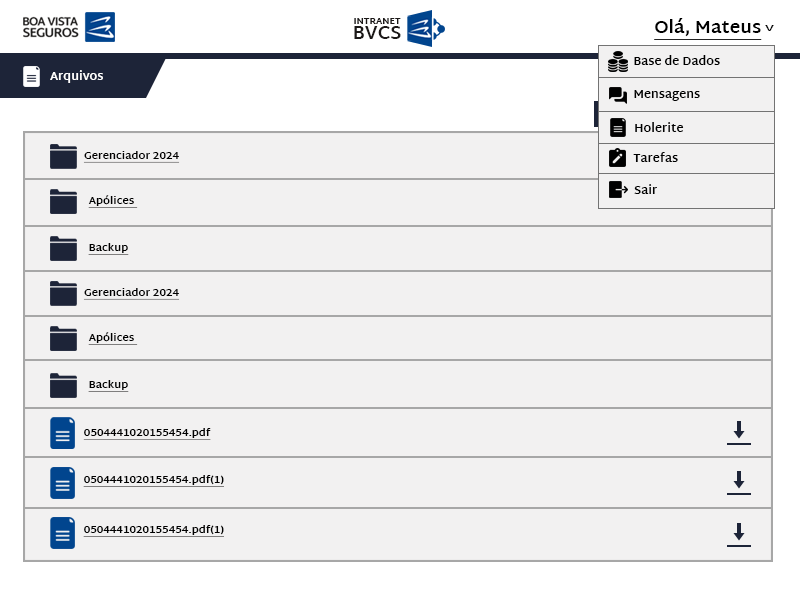 BOA VISTA
SEGUROS
INTRANET
BVCS
Olá, Mateus
Arquivos
Base de Dados
Mensagens
Holerite
Tarefas
Sair
Gerenciador 2024
Apólices
Backup
Gerenciador 2024
Apólices
Backup
0504441020155454.pdf
0504441020155454.pdf(1)
0504441020155454.pdf(1)